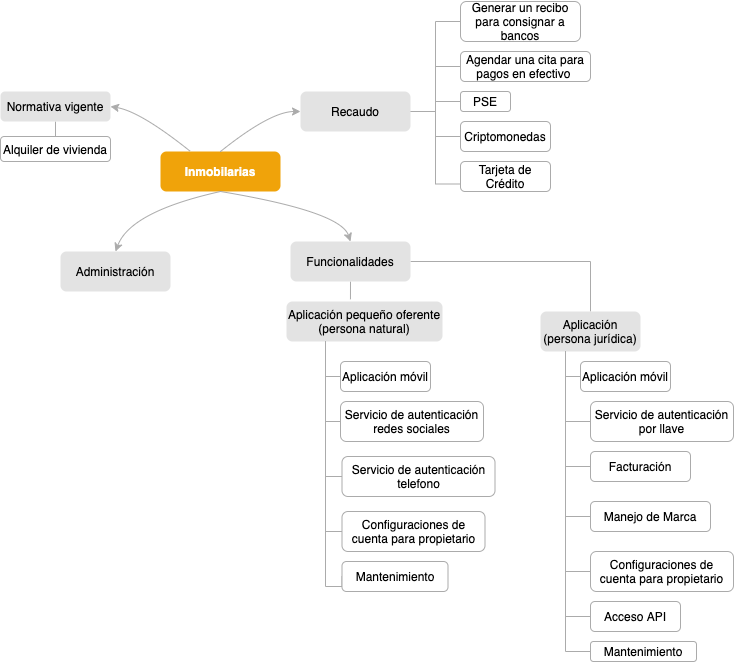 Generar un recibo
para consignar a
bancos
Agendar una cita para
pagos en efectivo
Normativa vigente
PSE
Recaudo
Criptomonedas
Alquiler de vivienda
Inmobilarias
Tarjeta de
Crédito
Administración
Funcionalidades
Aplicación pequeño oferente
(persona natural)
Aplicación
(persona jurídica)
Aplicación móvil
Servicio de autenticación
redes sociales
Servicio de autenticación
telefono
Configuraciones de
cuenta para propietario
Mantenimiento
Aplicación móvil
Servicio de autenticación
por llave
Facturación
Manejo de Marca
Configuraciones de
cuenta para propietario
Acceso API
Mantenimiento